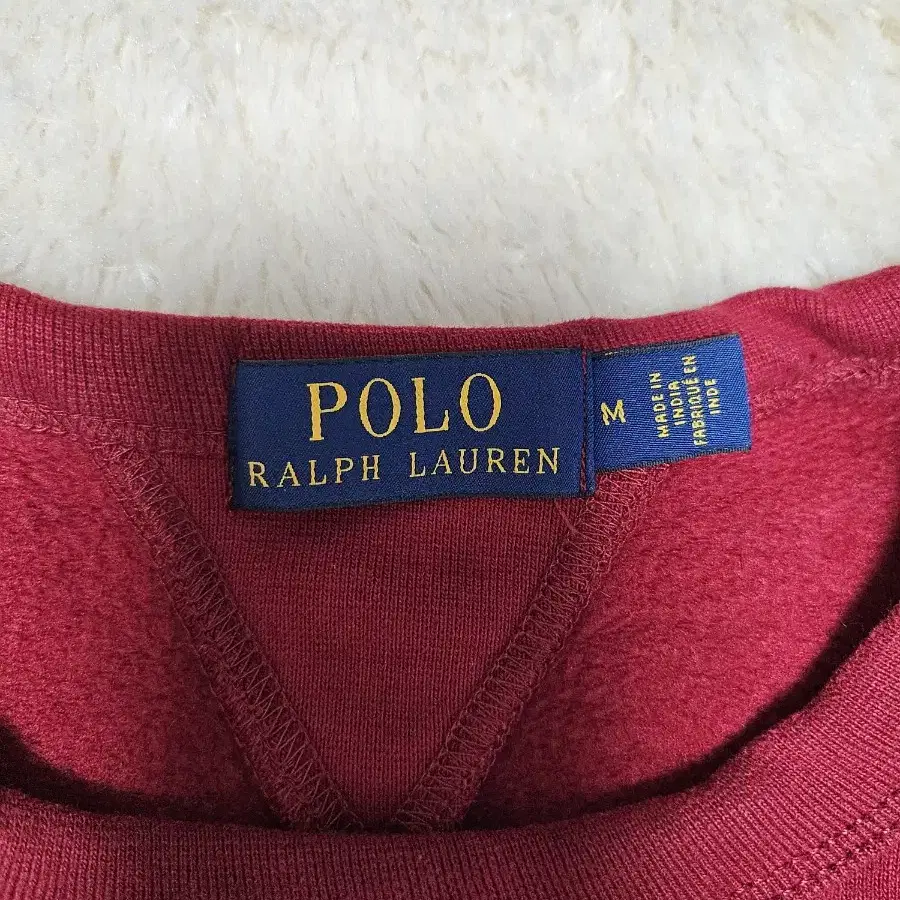 POLO
RALPH LAUREN
M
MADE IN
INDIA
FABRIQUÉ EN
INDE